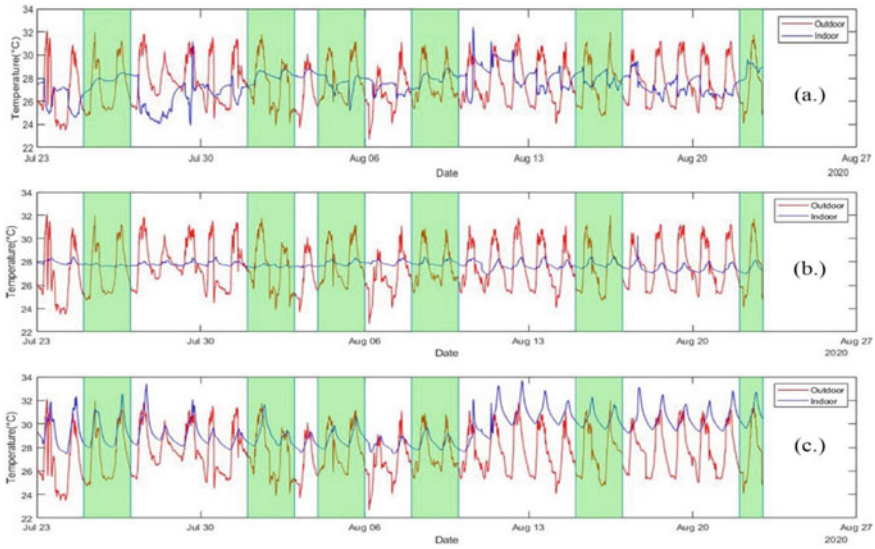 34
32
30
28
26
24
22
Temperature(°C)
Outdoor
Indoor
(a.)
Jul 23
Jul 30
Aug 06
Aug 13
Aug 20
Aug 27
Date
2020
34
32
30
28
26
24
22
Temperature(°C)
Outdoor
Indoor
(b.)
Jul 23
Jul 30
Aug 06
Aug 13
Aug 20
Aug 27
Date
2020
34
32
30
28
26
24
22
Temperature(°C)
Outdoor
Indoor
(c.)
Jul 23
Jul 30
Aug 06
Aug 13
Aug 20
Aug 27
Date
2020